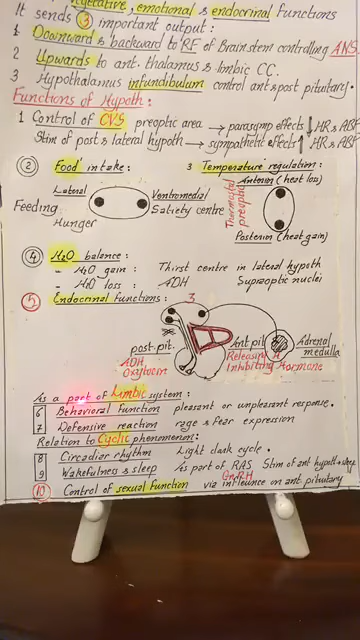 vegetative, emotional & endocrinal functions
It sends 3 important output:
1 Downward & backward to RF of Brainstem controlling ANS.
2 Upwards to ant. thalamus & limbic CC.
3 Hypothalamus infundibulum control ant & post pituitary.
Functions of Hypoth:
1 Control of CVS preoptic area → parasymp effects ↓ HR & ABP
Stim of post & lateral hypoth → sympathetic effects ↑ HR & ABP
2 Food intake: 3 Temperature regulation:
Anterior (heat loss)
Lateral Ventromedial
Feeding Satiety centre
Hunger
preoptic
Posterior (heat gain)
4 H2O balance:
- H2O gain: Thirst centre in lateral hypoth
- H2O loss: ADH Supraoptic nuclei
5 Endocrinal Functions: 3
post pit. Ant pit. Adrenal medulla
ADH Releasing H
Oxytocin Inhibiting Hormone
As a part of Limbic system:
6 Behavioral Function pleasant or unpleasant response.
7 Defensive reaction rage & fear expression
Relation to Cyclic phenomenon:
8 Circadian rhythm Light dark cycle.
9 Wakefulness & sleep As part of RAS Stim of ant hypoth → sleep
GnRH
10 Control of sexual Function via influence on ant pituitary